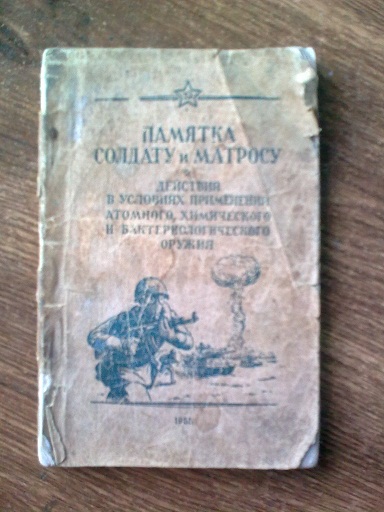 ПАМЯТКА
СОЛДАТУ и МАТРОСУ
ДЕЙСТВИЯ
В УСЛОВИЯХ ПРИМЕНЕНИЯ
АТОМНОГО, ХИМИЧЕСКОГО
И БАКТЕРИОЛОГИЧЕСКОГО
ОРУЖИЯ